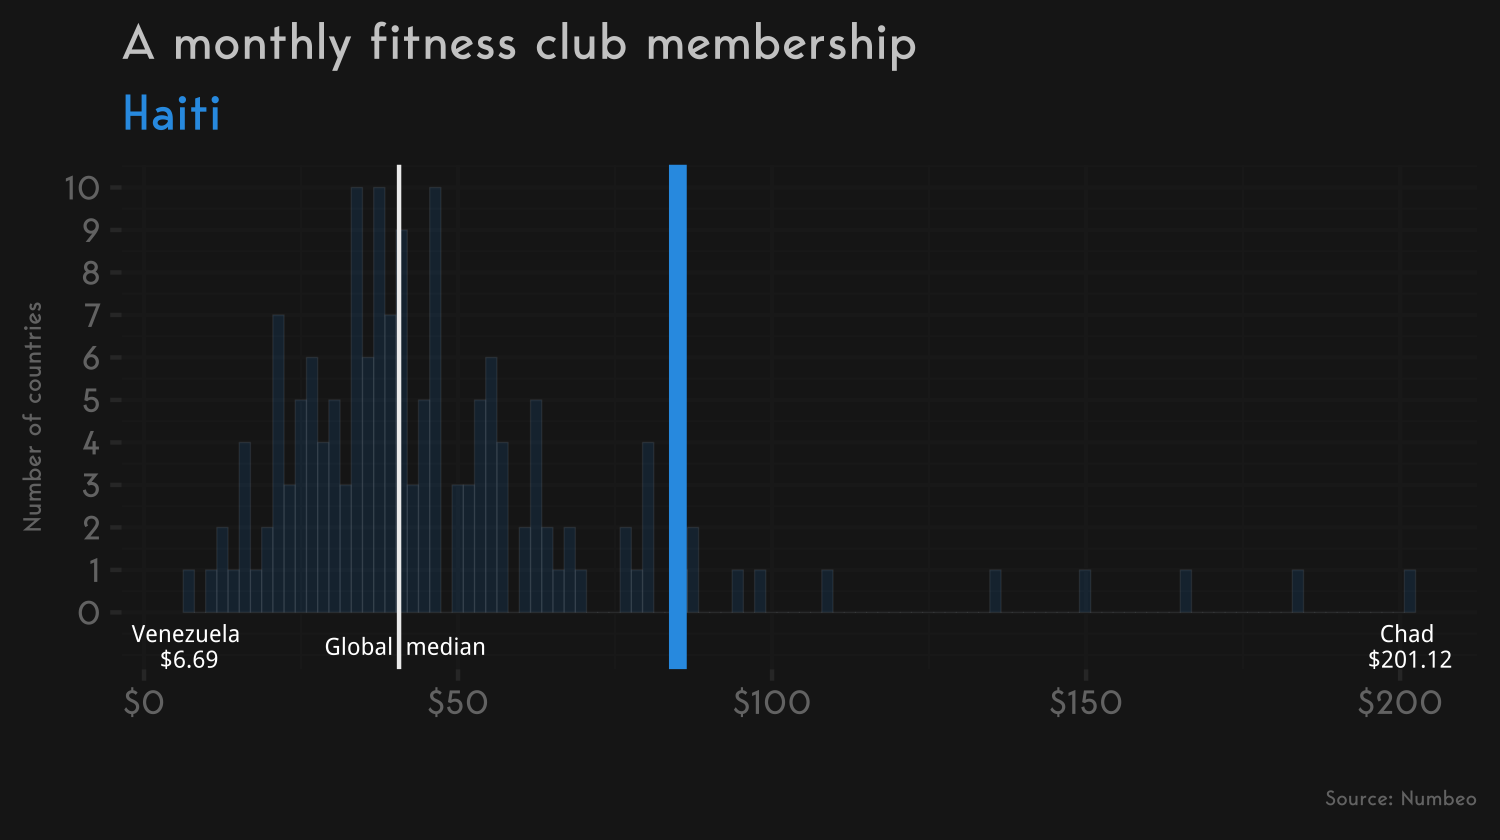 A monthly fitness club membership
Haiti
Number of countries
10
9
8
7
6
5
4
3
2
1
0
Venezuela
$6.69
Global median
Chad
$201.12
$0 $50 $100 $150 $200
Source: Numbeo